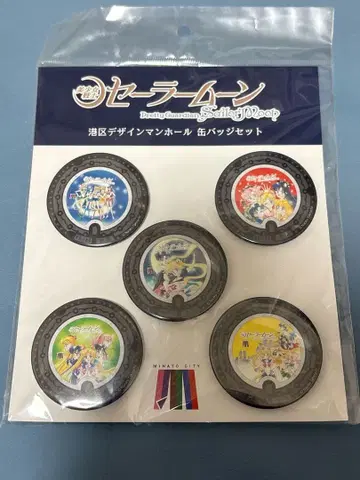 美少女戦士
セーラームーン
Pretty Guardian Sailor Moon
港区デザインマンホール 缶バッジセット
MINATO CITY